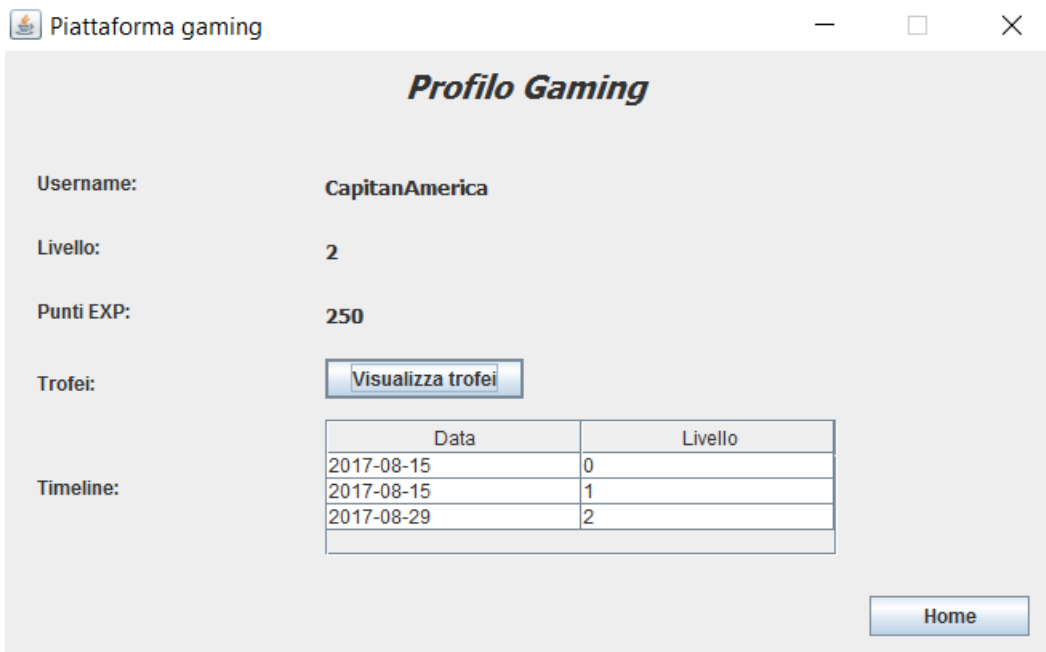 Piattaforma gaming
Profilo Gaming
Username: CapitanAmerica
Livello: 2
Punti EXP: 250
Trofei: Visualizza trofei
Timeline:
Data Livello
2017-08-15 0
2017-08-15 1
2017-08-29 2
Home